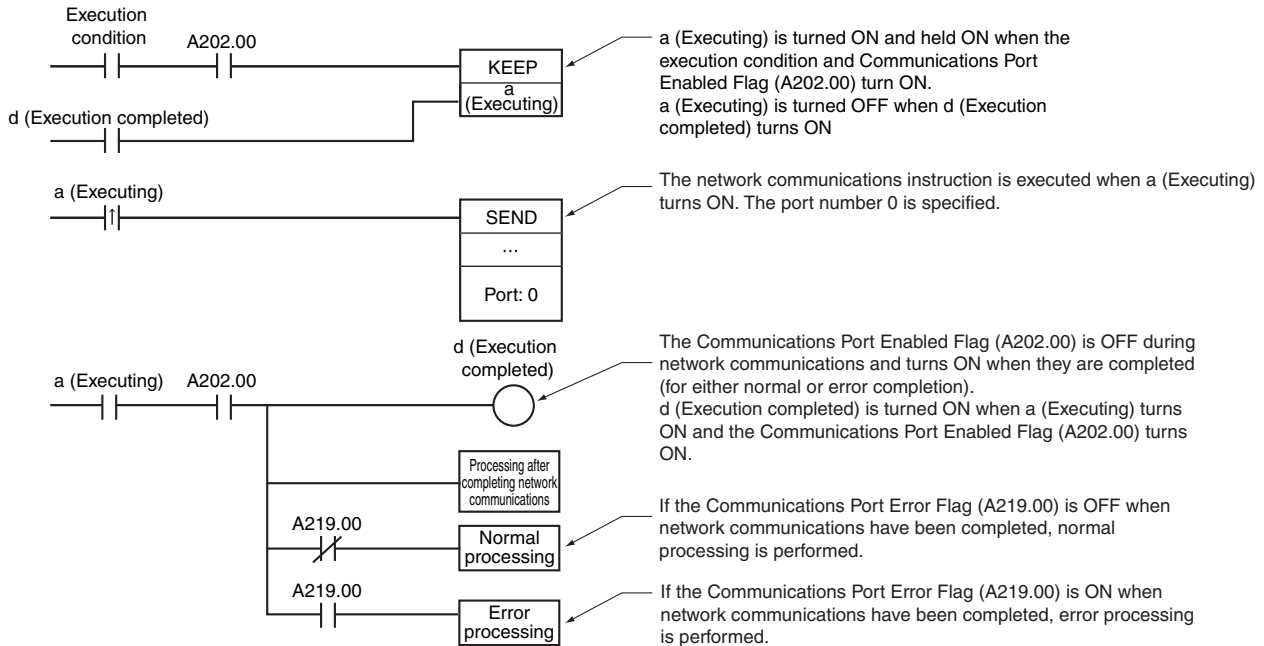 Execution
condition
A202.00
KEEP
a
(Executing)
d (Execution completed)
a (Executing) is turned ON and held ON when the
execution condition and Communications Port
Enabled Flag (A202.00) turn ON.
a (Executing) is turned OFF when d (Execution
completed) turns ON
a (Executing)
↑
SEND
...
Port: 0
The network communications instruction is executed when a (Executing)
turns ON. The port number 0 is specified.
d (Execution
completed)
a (Executing)
A202.00
The Communications Port Enabled Flag (A202.00) is OFF during
network communications and turns ON when they are completed
(for either normal or error completion).
d (Execution completed) is turned ON when a (Executing) turns
ON and the Communications Port Enabled Flag (A202.00) turns
ON.
Processing after
completing network
communications
A219.00
Normal
processing
If the Communications Port Error Flag (A219.00) is OFF when
network communications have been completed, normal
processing is performed.
A219.00
Error
processing
If the Communications Port Error Flag (A219.00) is ON when
network communications have been completed, error processing
is performed.